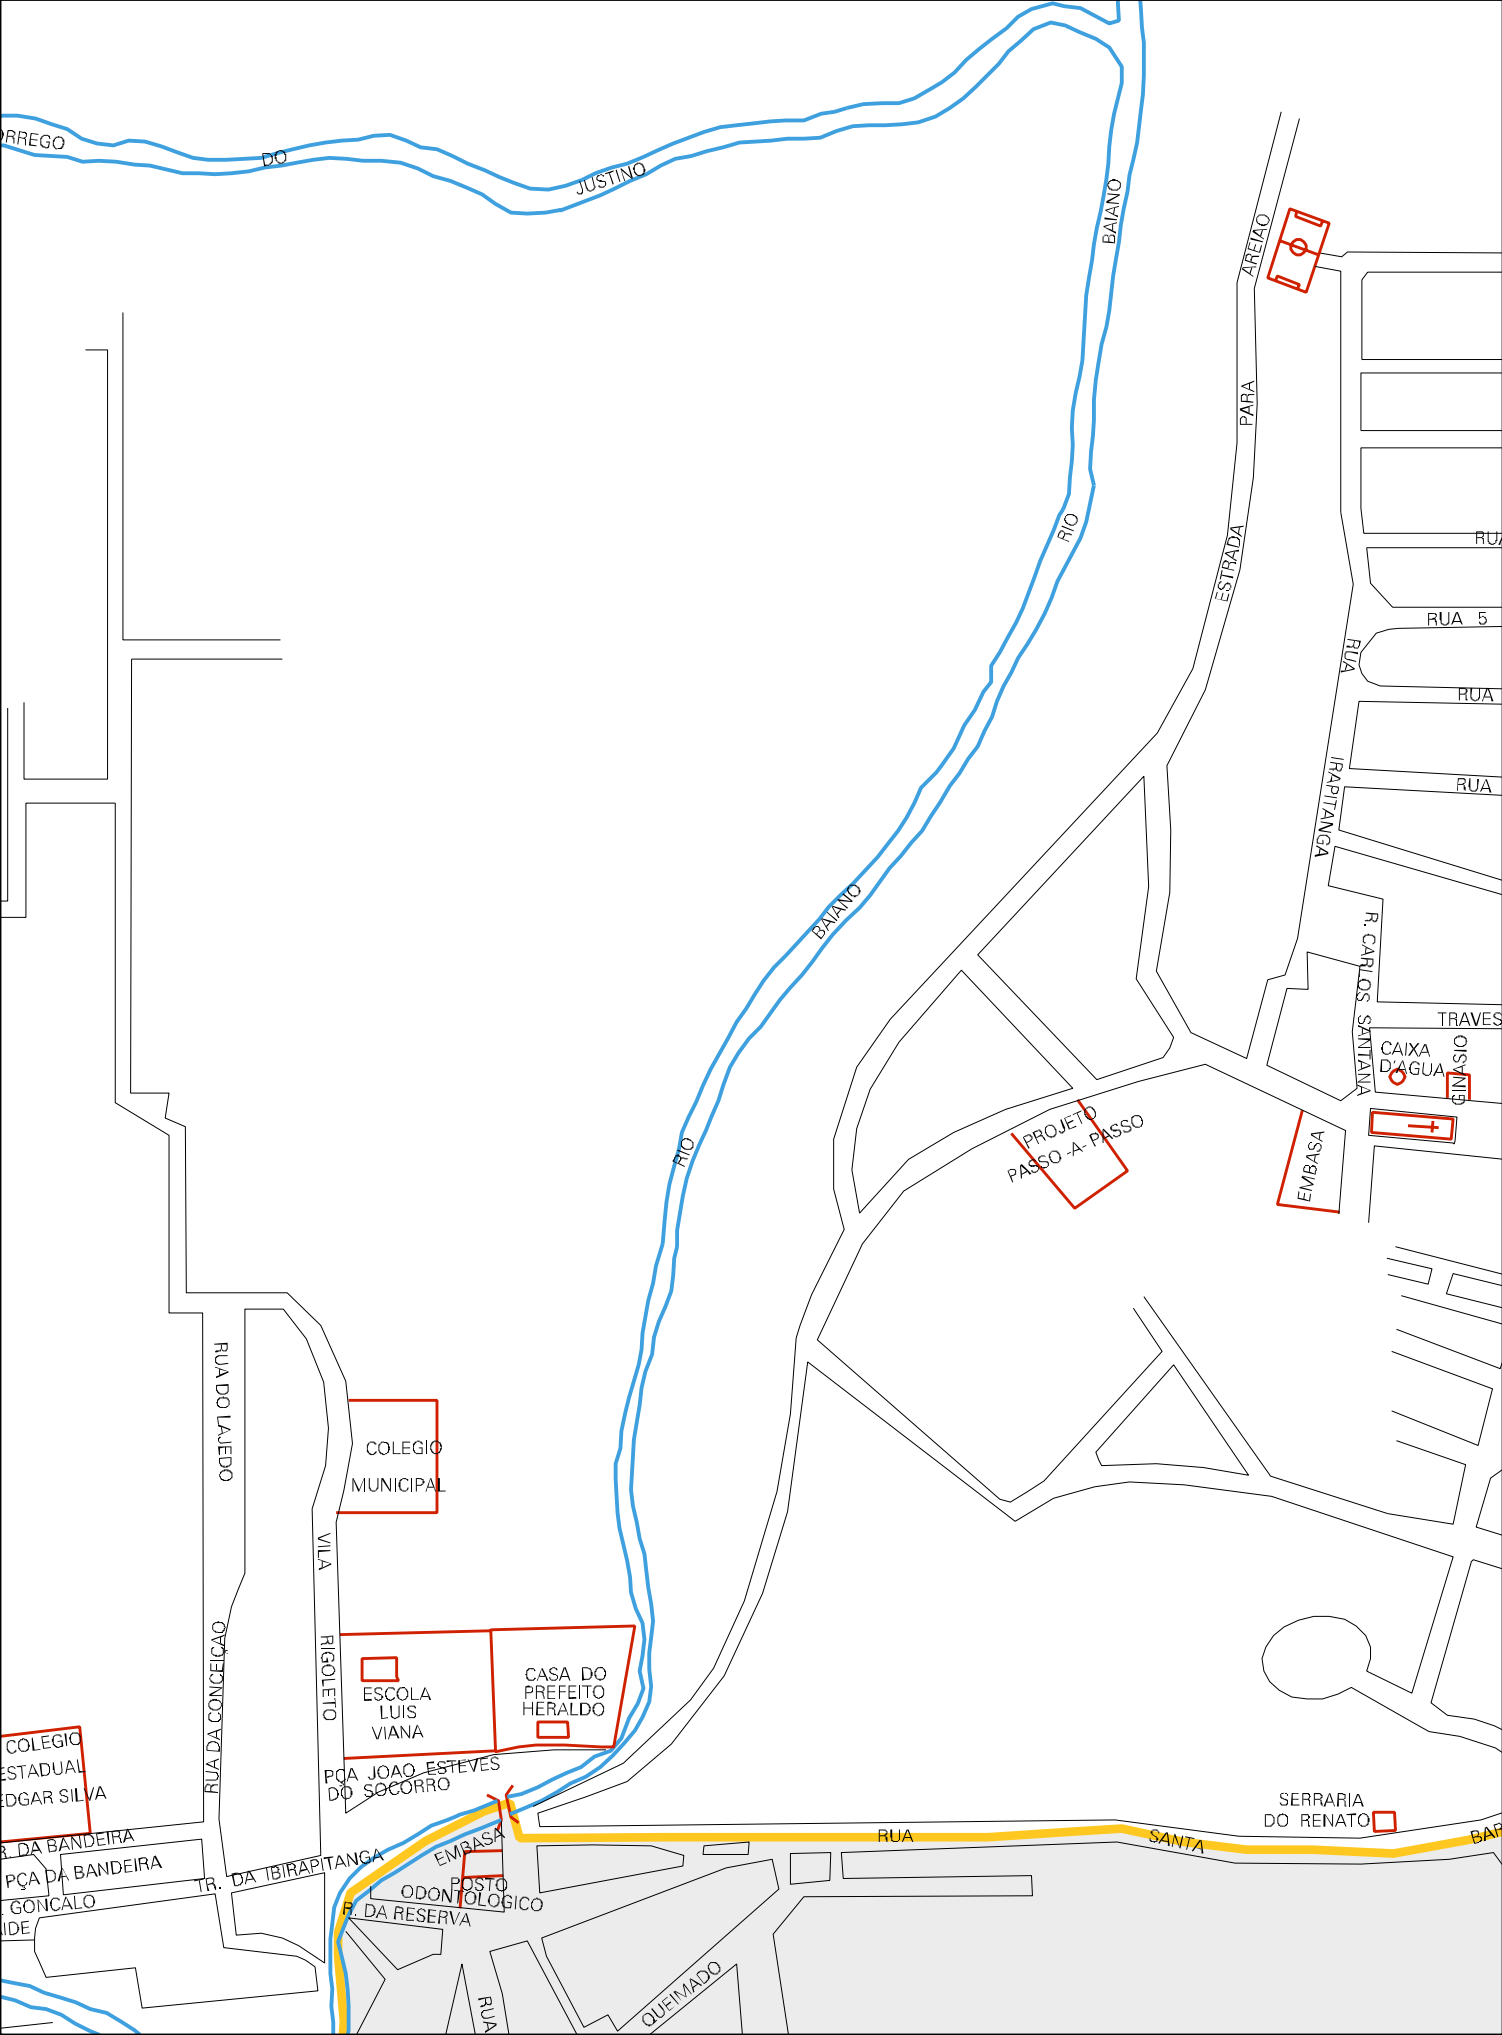 ORREGO DO JUSTINO
BAIANO
RIO
BAIANO
RIO
AREIAO
PARA
ESTRADA
RUA
RUA 5
RUA
RUA
RUA
IRAPITANGA
R. CARLOS SANTANA
TRAVES
CAIXA
D'AGUA
GINASIO
PROJETO
PASSO -A- PASSO
EMBASA
RUA DO LAJEDO
COLEGIO
MUNICIPAL
VILA
RIGOLETO
RUA DA CONCEIÇAO
ESCOLA
LUIS
VIANA
CASA DO
PREFEITO
HERALDO
COLEGIO
ESTADUAL
EDGAR SILVA
PÇA JOAO ESTEVES
DO SOCORRO
R. DA BANDEIRA
PÇA DA BANDEIRA
GONCALO
IDE
TR. DA IBIRAPITANGA
EMBASA
POSTO
ODONTOLOGICO
R. DA RESERVA
RUA
QUEIMADO
RUA SANTA BAR
SERRARIA
DO RENATO